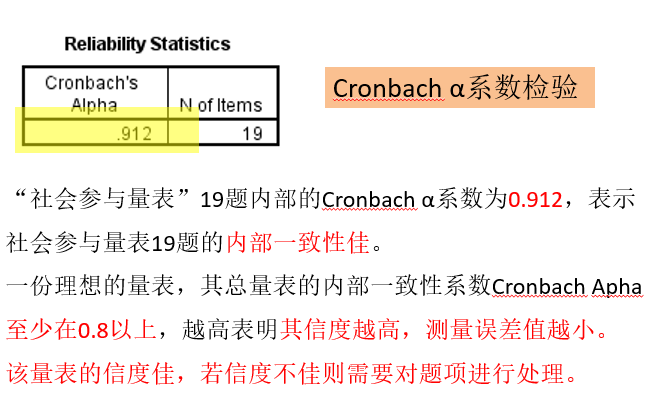 Reliability Statistics
Cronbach's
Alpha
N of Items
.912
19
Cronbach α系数检验
“社会参与量表”19题内部的Cronbach α系数为0.912，表示
社会参与量表19题的内部一致性佳。
一份理想的量表，其总量表的内部一致性系数Cronbach Apha
至少在0.8以上，越高表明其信度越高，测量误差值越小。
该量表的信度佳，若信度不佳则需要对题项进行处理。